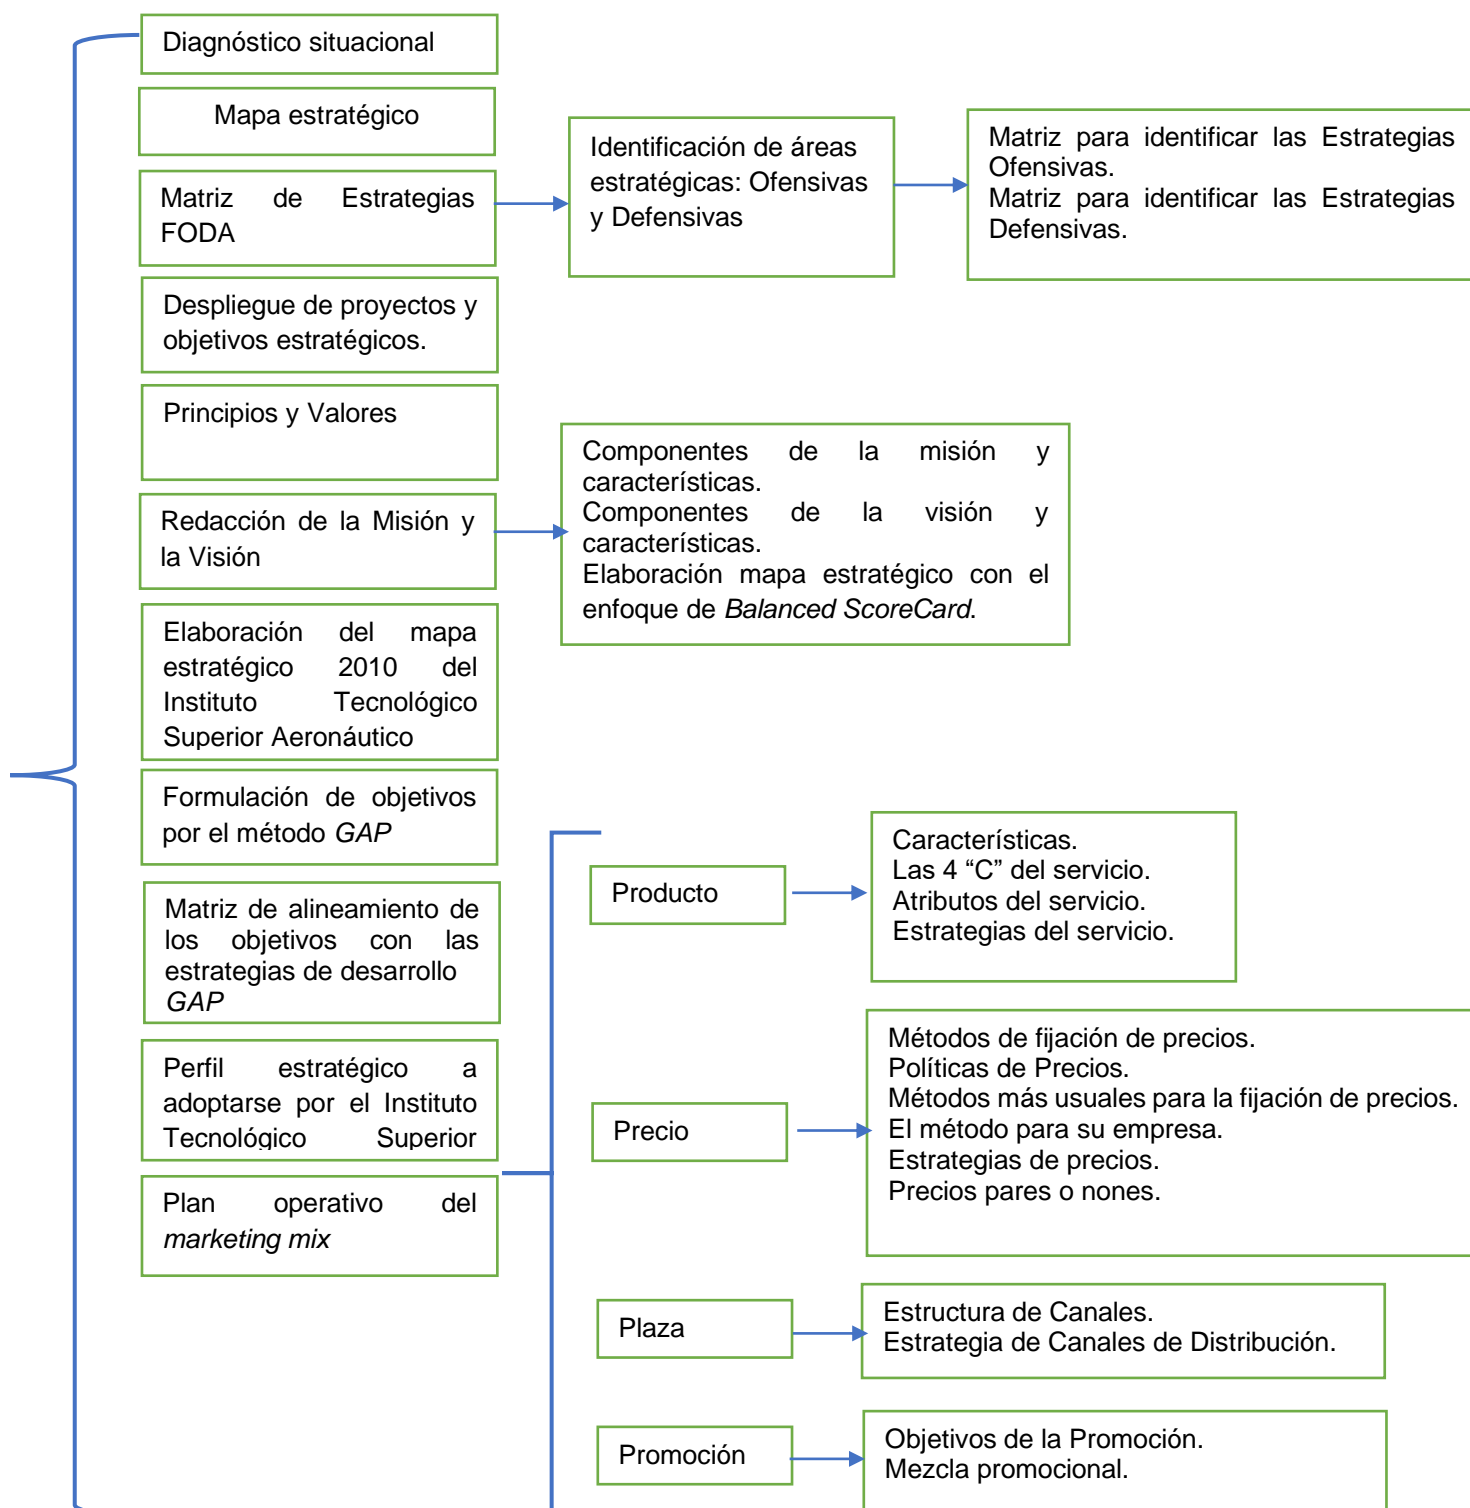 Diagnóstico situacional
Mapa estratégico
Matriz de Estrategias
FODA
Identificación de áreas
estratégicas: Ofensivas
y Defensivas
Matriz para identificar las Estrategias
Ofensivas.
Matriz para identificar las Estrategias
Defensivas.
Despliegue de proyectos y
objetivos estratégicos.
Principios y Valores
Redacción de la Misión y
la Visión
Componentes de la misión y
características.
Componentes de la visión y
características.
Elaboración mapa estratégico con el
enfoque de Balanced ScoreCard.
Elaboración del mapa
estratégico 2010 del
Instituto Tecnológico
Superior Aeronáutico
Formulación de objetivos
por el método GAP
Matriz de alineamiento de
los objetivos con las
estrategias de desarrollo
GAP
Perfil estratégico a
adoptarse por el Instituto
Tecnológico Superior
Plan operativo del
marketing mix
Producto
Características.
Las 4 “C” del servicio.
Atributos del servicio.
Estrategias del servicio.
Precio
Métodos de fijación de precios.
Políticas de Precios.
Métodos más usuales para la fijación de precios.
El método para su empresa.
Estrategias de precios.
Precios pares o nones.
Plaza
Estructura de Canales.
Estrategia de Canales de Distribución.
Promoción
Objetivos de la Promoción.
Mezcla promocional.